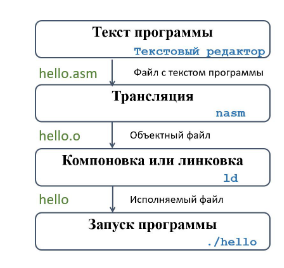 Текст программы
Текстовый редактор
hello.asm Файл с текстом программы
Трансляция
nasm
hello.o Объектный файл
Компоновка или линковка
ld
hello Исполняемый файл
Запуск программы
./hello